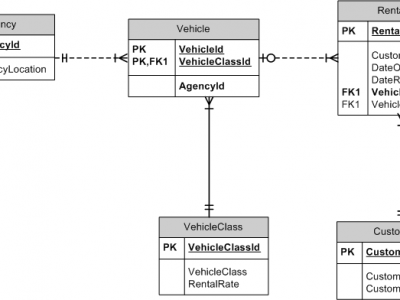 ncy
cyId
cyLocation
Vehicle
PK VehicleId
PK,FK1 VehicleClassId
AgencyId
Renta
PK Renta
Custom
DateO
DateR
FK1 Vehic
FK1 Vehic
VehicleClass
PK VehicleClassId
VehicleClass
RentalRate
Custo
PK Custom
Custom
Custom